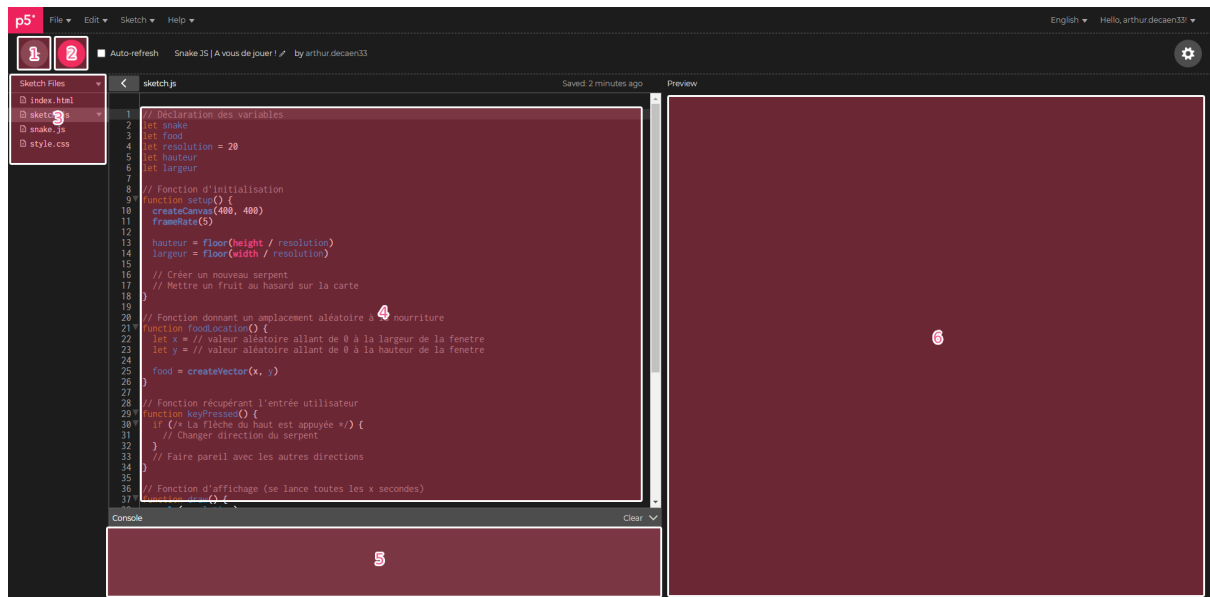 p5* File Edit Sketch Help English Hello, arthur.decaen33!
1 2 Auto-refresh Snake JS | A vous de jouer ! by arthur.decaen33
Sketch Files
index.html
sketch.js
3
snake.js
style.css
sketch.js Saved: 2 minutes ago Preview
1 // Déclaration des variables
2 let snake
3 let food
4 let resolution = 20
5 let hauteur
6 let largeur
7
8 // Fonction d'initialisation
9 function setup() {
10 createCanvas(400, 400)
11 frameRate(5)
12
13 hauteur = floor(height / resolution)
14 largeur = floor(width / resolution)
15
16 // Créer un nouveau serpent
17 // Mettre un fruit au hasard sur la carte
18 }
19
20 // Fonction donnant un amplacement aléatoire à nourriture
4
21 function foodLocation() {
22 let x = // valeur aléatoire allant de 0 à la largeur de la fenetre
23 let y = // valeur aléatoire allant de 0 à la hauteur de la fenetre
24
25 food = createVector(x, y)
26 }
27
28 // Fonction récupérant l'entrée utilisateur
29 function keyPressed() {
30 if (/* La flèche du haut est appuyée */) {
31 // Changer direction du serpent
32 }
33 // Faire pareil avec les autres directions
34 }
35
36 // Fonction d'affichage (se lance toutes les x secondes)
37 function draw() {
Console Clear
5
6